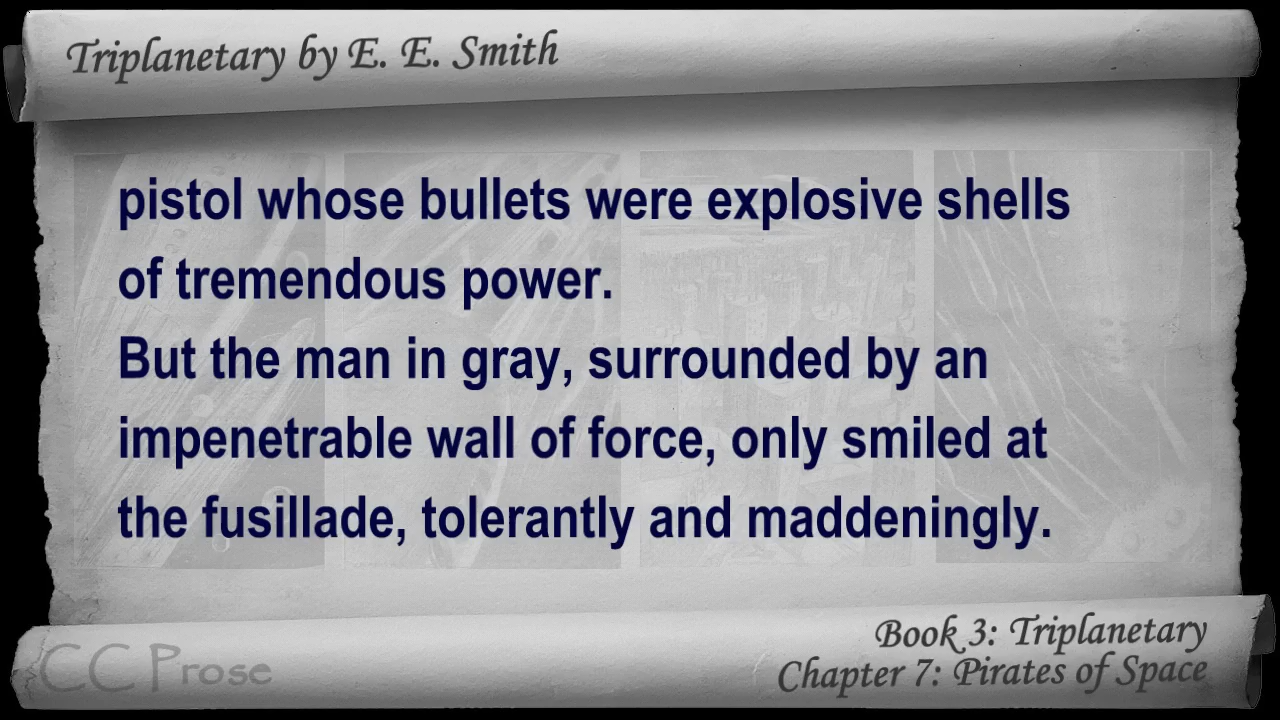 Triplanetary by E. E. Smith
pistol whose bullets were explosive shells
of tremendous power.
But the man in gray, surrounded by an
impenetrable wall of force, only smiled at
the fusillade, tolerantly and maddeningly.
Book 3: Triplanetary
Chapter 7: Pirates of Space
CC Prose